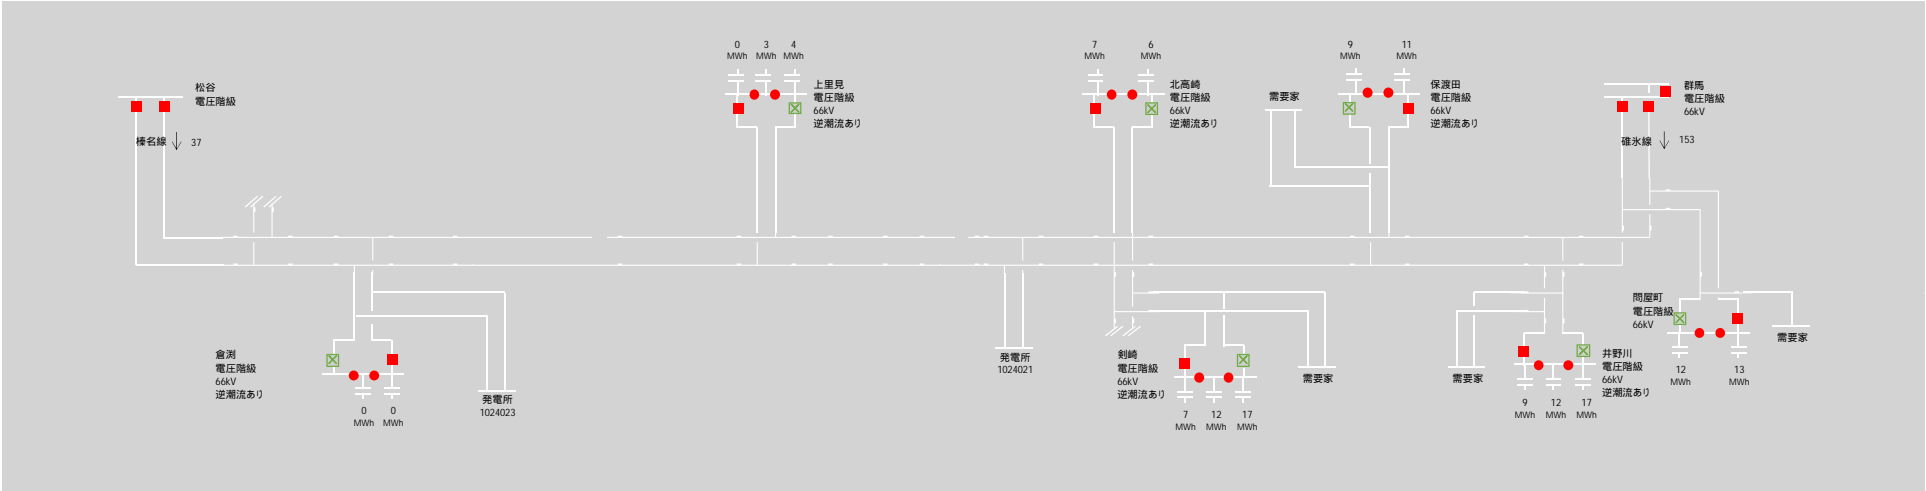 0 3 4
MWh MWh MWh
上里見
電圧階級
66kV
逆潮流あり
7 6
MWh MWh
北高崎
電圧階級
66kV
逆潮流あり
9 11
MWh MWh
保渡田
電圧階級
66kV
逆潮流あり
需要家
群馬
電圧階級
66kV
碓氷線 153
松谷
電圧階級
榛名線 37
倉渕
電圧階級
66kV
逆潮流あり
0 0
MWh MWh
発電所
1024023
発電所
1024021
剣崎
電圧階級
66kV
逆潮流あり
7 12 17
MWh MWh MWh
需要家
需要家
井野川
電圧階級
66kV
逆潮流あり
9 12 17
MWh MWh MWh
問屋町
電圧階級
66kV
12 13
MWh MWh
需要家